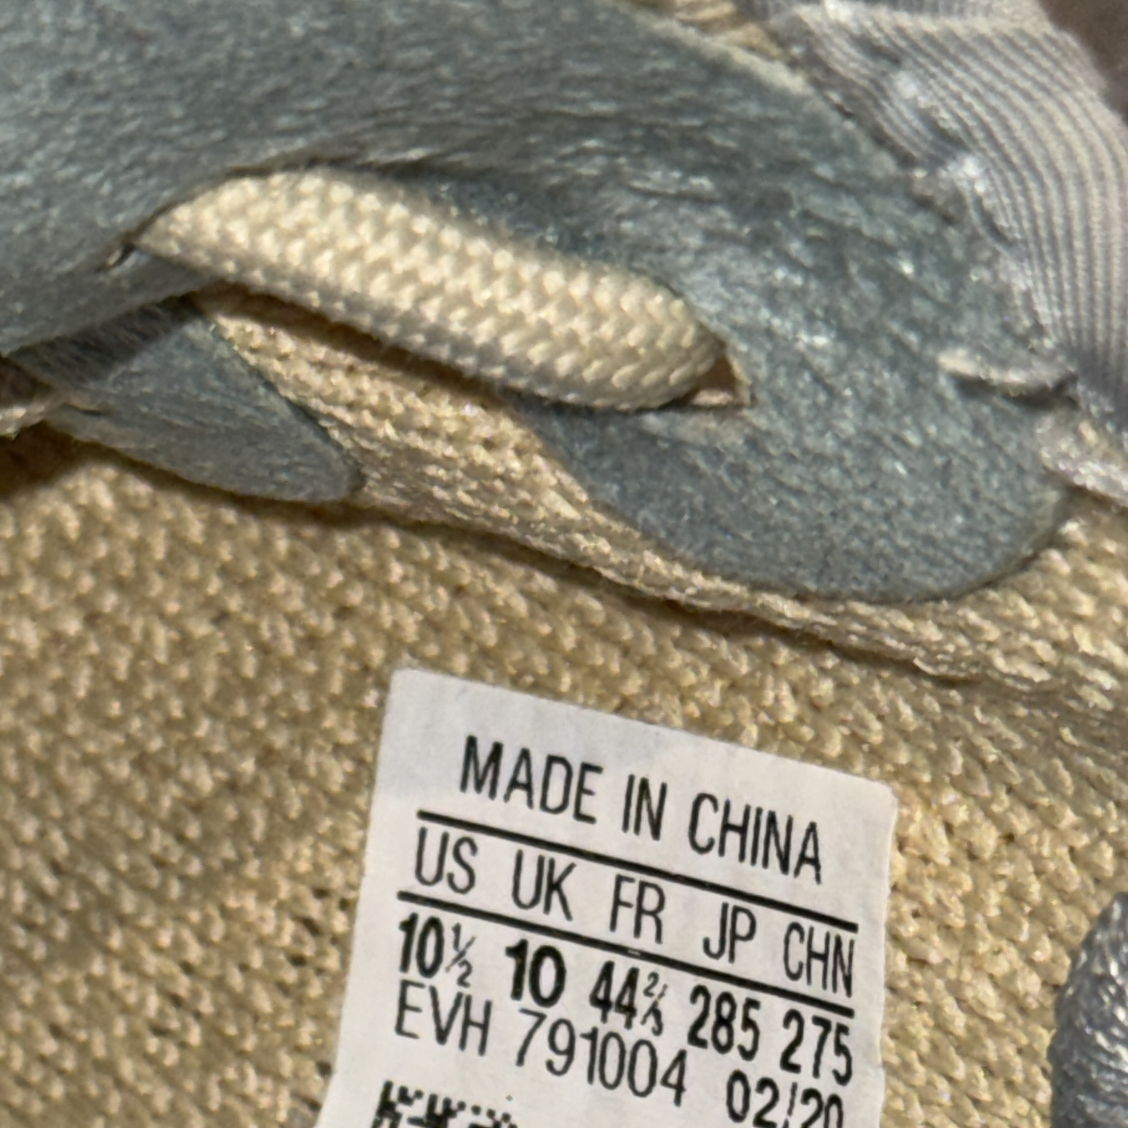 MADE IN CHINA
US UK FR JP CHN
10½ 10 44⅔ 285 275
EVH 791004 02/20